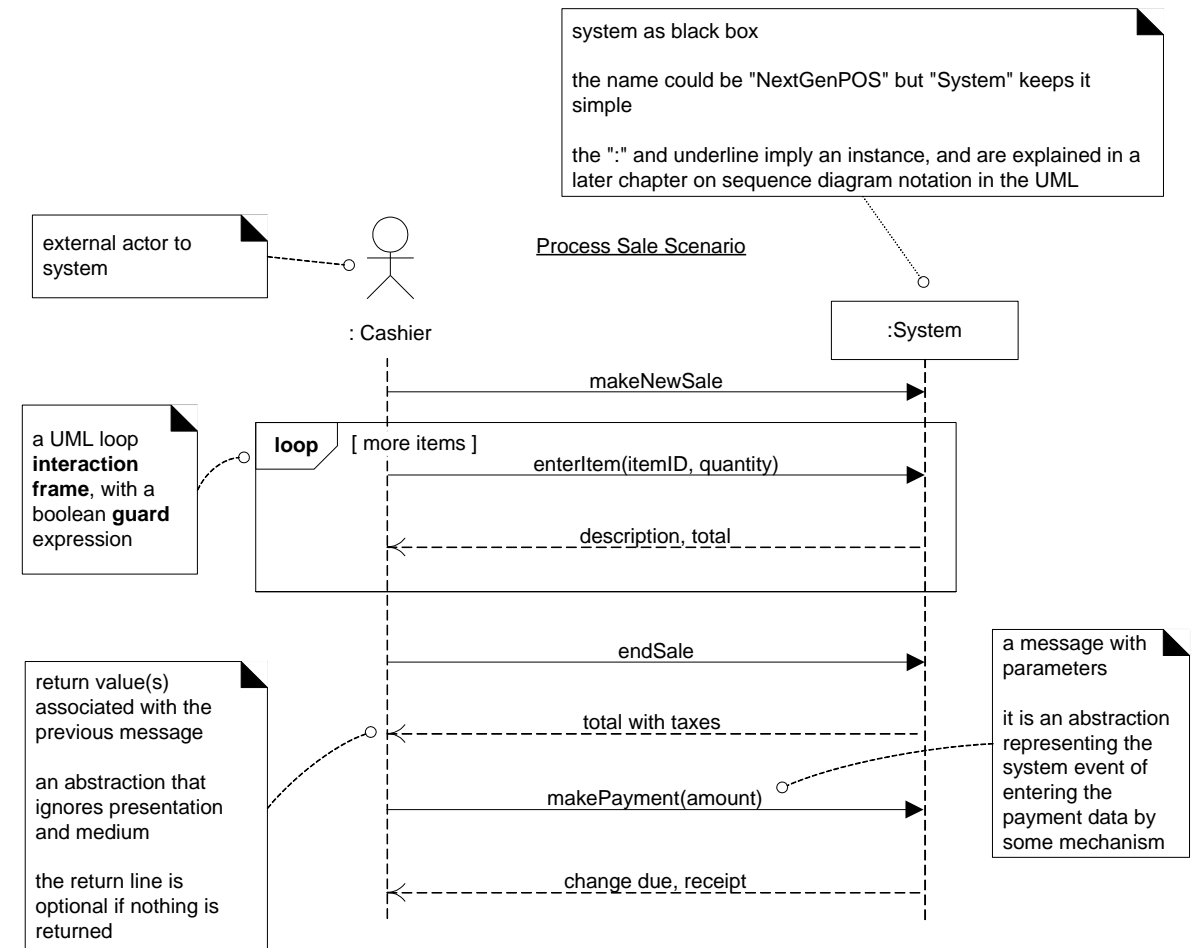 system as black box
the name could be "NextGenPOS" but "System" keeps it
simple
the ":" and underline imply an instance, and are explained in a
later chapter on sequence diagram notation in the UML
external actor to
system
Process Sale Scenario
: Cashier
:System
makeNewSale
a UML loop
interaction
frame, with a
boolean guard
expression
loop
[ more items ]
enterItem(itemID, quantity)
description, total
endSale
a message with
parameters
it is an abstraction
representing the
system event of
entering the
payment data by
some mechanism
return value(s)
associated with the
previous message
an abstraction that
ignores presentation
and medium
the return line is
optional if nothing is
returned
total with taxes
makePayment(amount)
change due, receipt